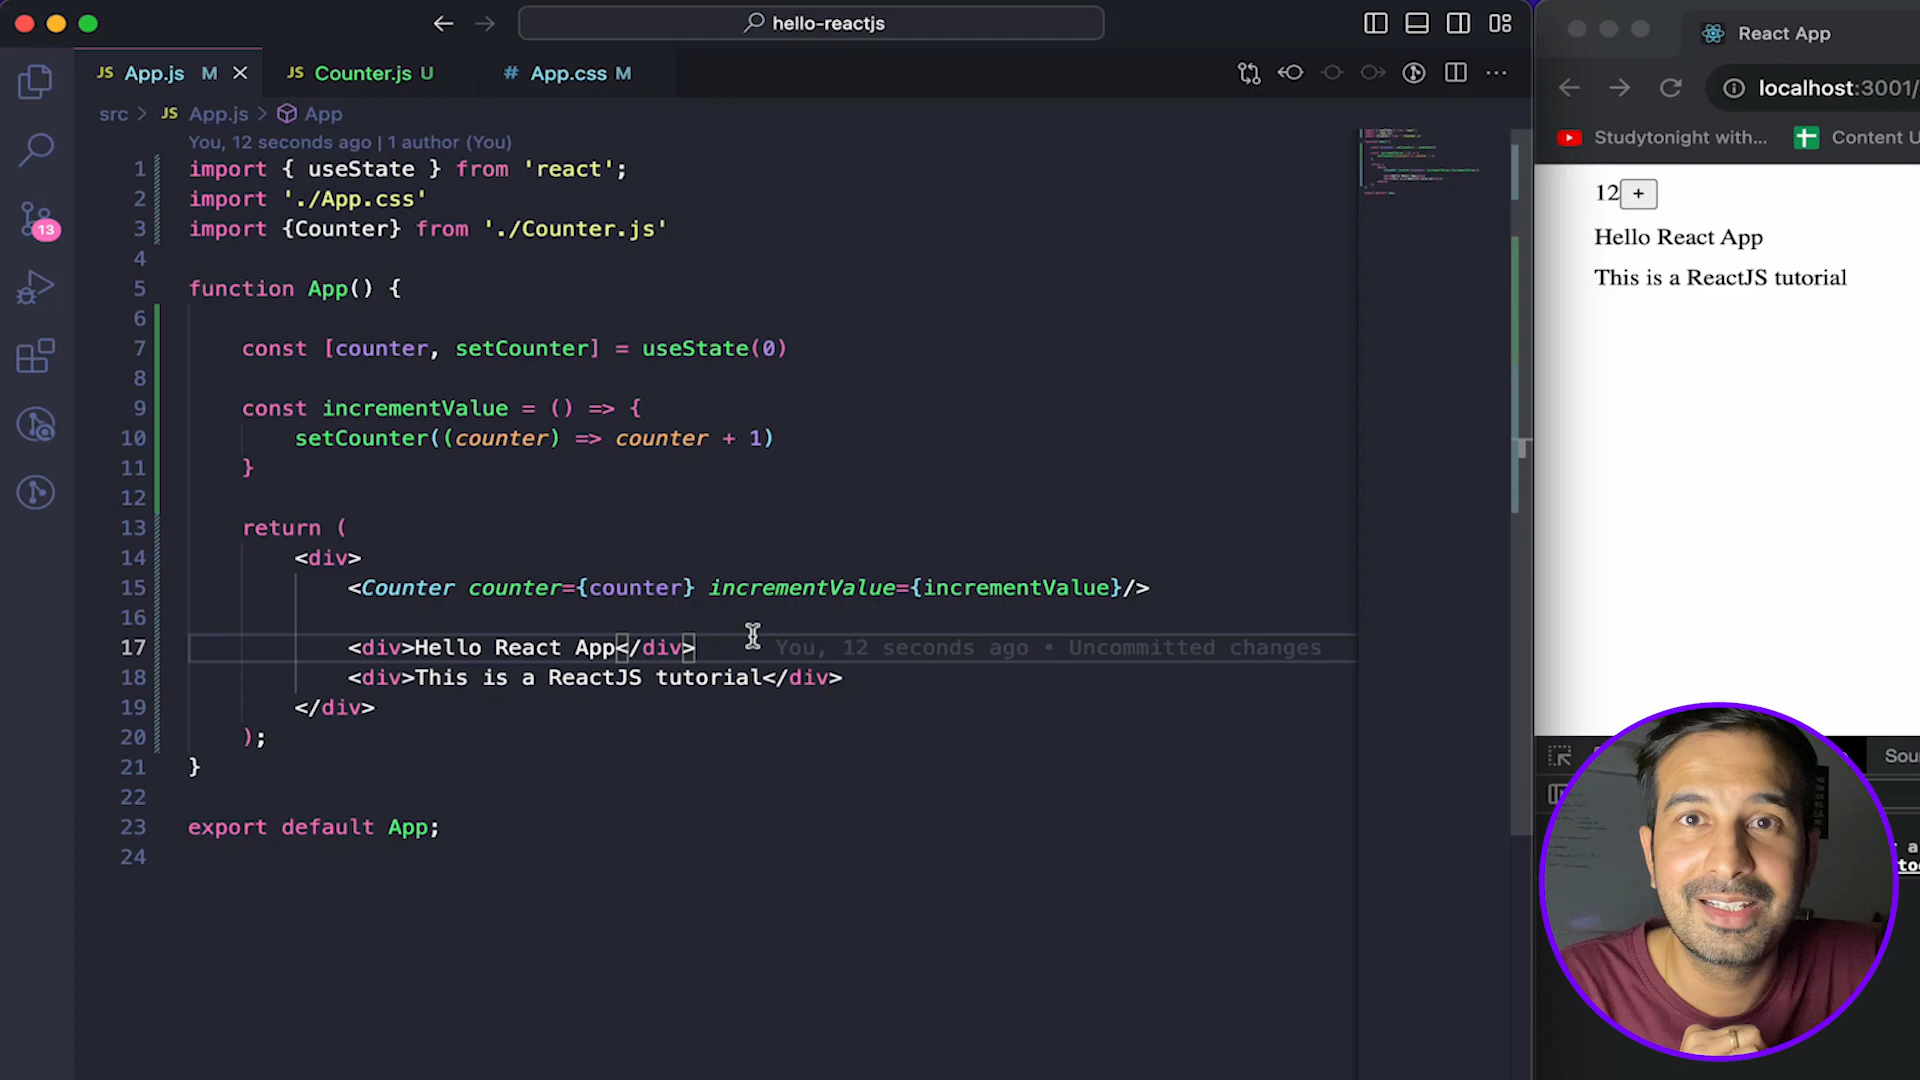 hello-reactjs
JS App.js M
JS Counter.js U
# App.css M
src > JS App.js > App
You, 12 seconds ago | 1 author (You)
1 import { useState } from 'react';
2 import './App.css'
3 import {Counter} from './Counter.js'
4
5 function App() {
6
7 const [counter, setCounter] = useState(0)
8
9 const incrementValue = () => {
10 setCounter((counter) => counter + 1)
11 }
12
13 return (
14 <div>
15 <Counter counter={counter} incrementValue={incrementValue}/>
16
17 <div>Hello React App</div> You, 12 seconds ago • Uncommitted changes
18 <div>This is a ReactJS tutorial</div>
19 </div>
20 );
21 }
22
23 export default App;
24
13
React App
localhost:3001/
Studytonight with...
Content U
12 +
Hello React App
This is a ReactJS tutorial
Sou